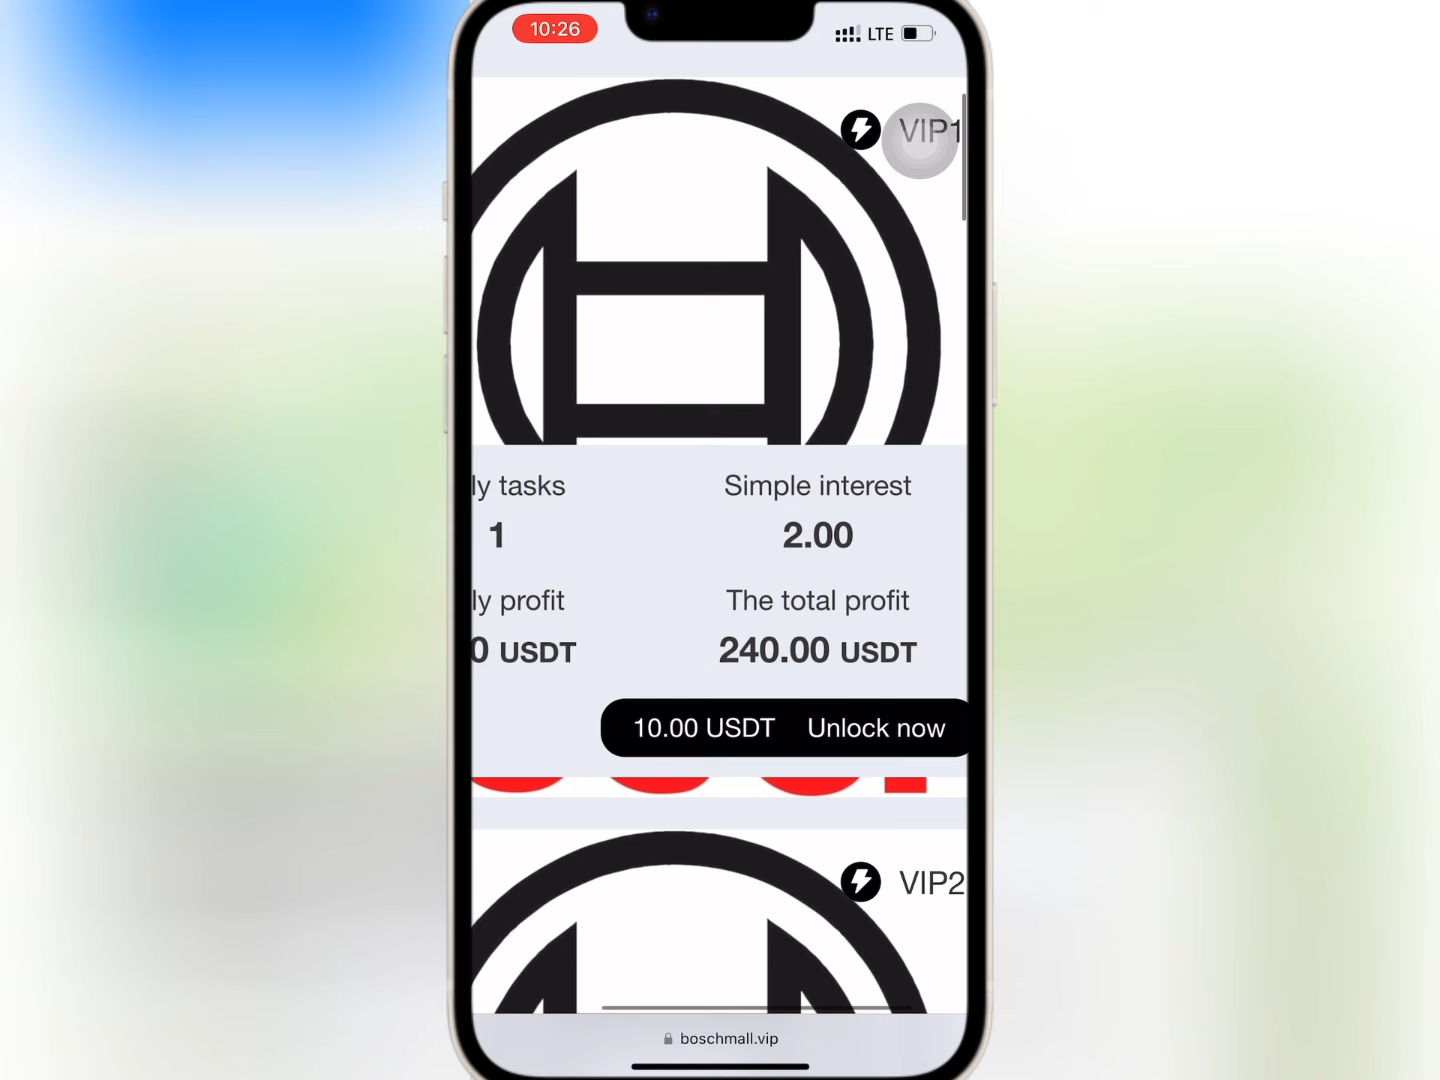 10:26
LTE
VIP1
ly tasks
Simple interest
1
2.00
ly profit
The total profit
0 USDT
240.00 USDT
10.00 USDT Unlock now
VIP2
boschmall.vip